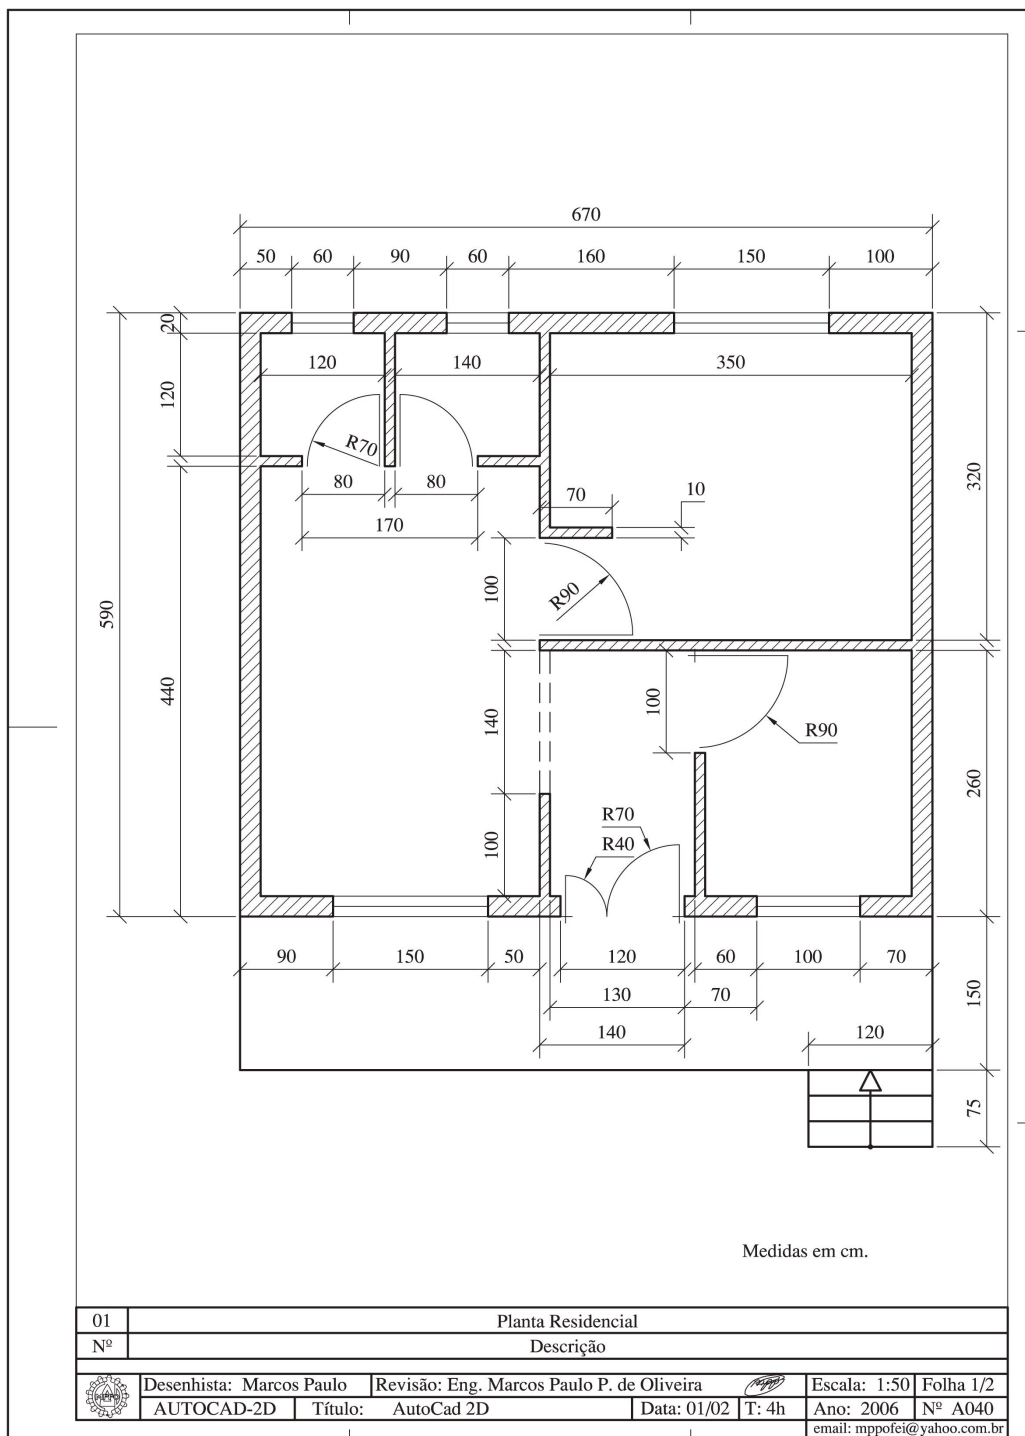 670
50 60 90 60 160 150 100
20
120 140 350
120
R70
80 80 70 10
170
320
R90
100
590
440
140
100
R90
260
R70
R40
100
90 150 50 120 60 100 70
130 70
140 120
150
75
Medidas em cm.
01 Planta Residencial
Nº Descrição
Desenhista: Marcos Paulo Revisão: Eng. Marcos Paulo P. de Oliveira Escala: 1:50 Folha 1/2
AUTOCAD-2D Título: AutoCad 2D Data: 01/02 T: 4h Ano: 2006 Nº A040
email: mppofei@yahoo.com.br